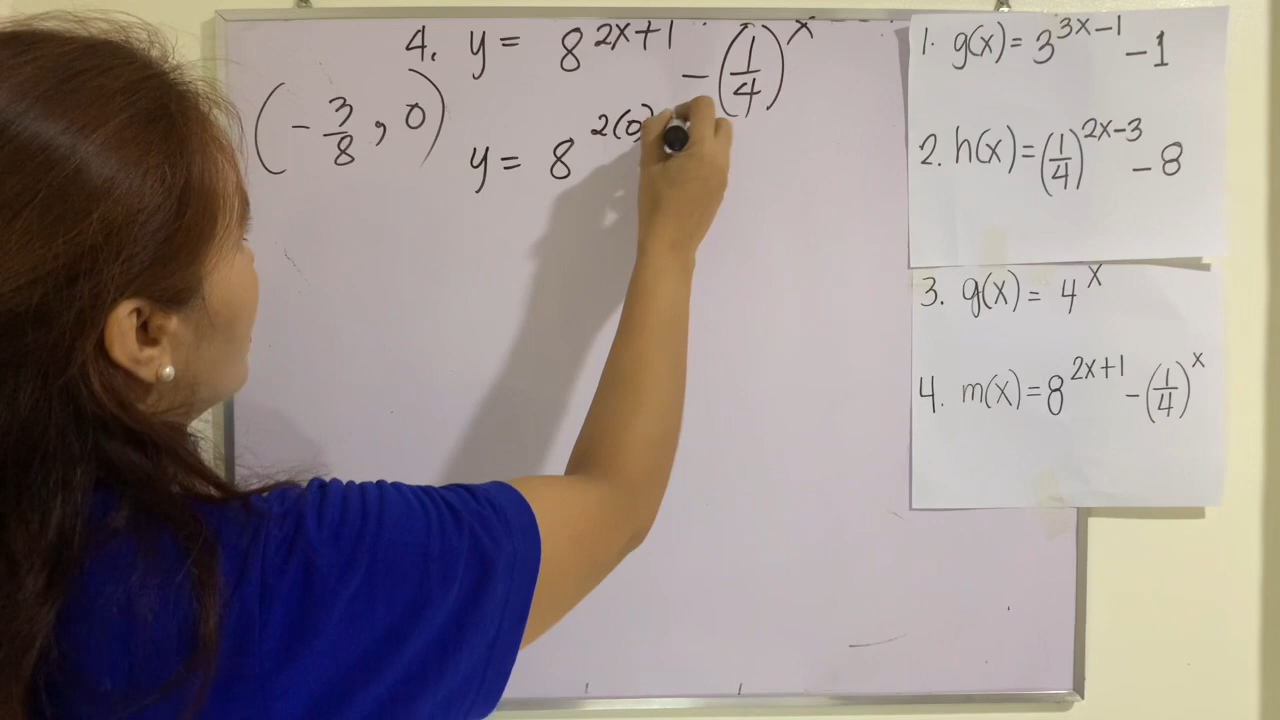 4. y = 8^{2x+1} - (1/4)^x
(-3/8, 0)
y = 8^{2(0)
1. g(x) = 3^{3x-1} - 1
2. h(x) = (1/4)^{2x-3} - 8
3. g(x) = 4^x
4. m(x) = 8^{2x+1} - (1/4)^x